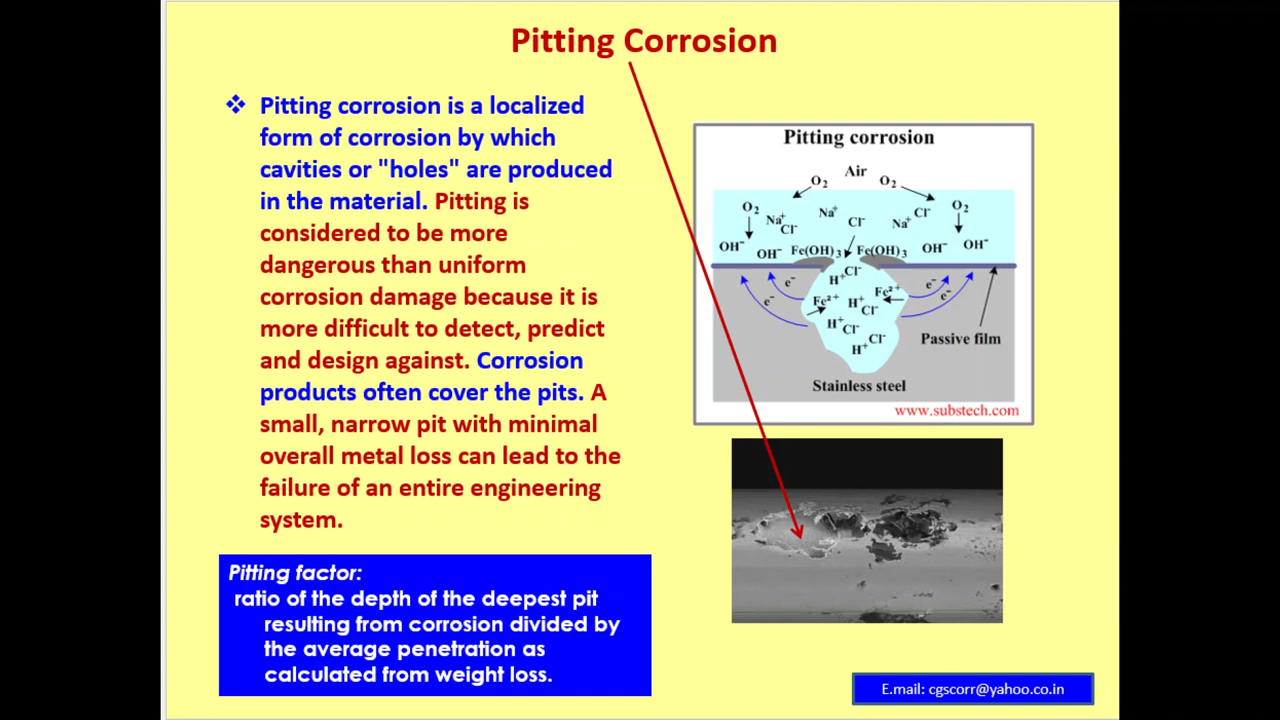 Pitting Corrosion
❖ Pitting corrosion is a localized
form of corrosion by which
cavities or "holes" are produced
in the material. Pitting is
considered to be more
dangerous than uniform
corrosion damage because it is
more difficult to detect, predict
and design against. Corrosion
products often cover the pits. A
small, narrow pit with minimal
overall metal loss can lead to the
failure of an entire engineering
system.
Pitting factor:
ratio of the depth of the deepest pit
resulting from corrosion divided by
the average penetration as
calculated from weight loss.
Pitting corrosion
Air
O₂ O₂
O₂ Na⁺ Cl⁻ Na⁺ Cl⁻ Na⁺ Cl⁻ O₂
OH⁻ OH⁻ Fe(OH)₃ Fe(OH)₃ OH⁻ OH⁻
H⁺ Cl⁻
e⁻ e⁻
e⁻ Fe²⁺ H⁺ Cl⁻ Fe²⁺ e⁻
H⁺ Cl⁻
H⁺ Cl⁻
Passive film
Stainless steel
www.substech.com
E.mail: cgscorr@yahoo.co.in